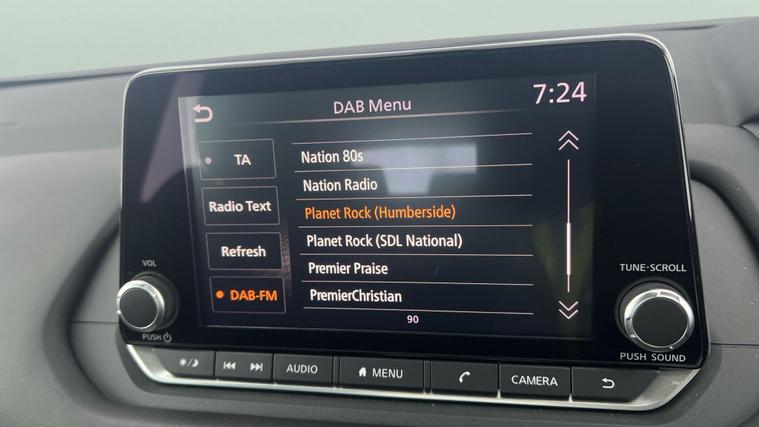 DAB Menu
7:24
TA
Radio Text
Refresh
DAB-FM
Nation 80s
Nation Radio
Planet Rock (Humberside)
Planet Rock (SDL National)
Premier Praise
PremierChristian
90
VOL
PUSH
TUNE·SCROLL
PUSH SOUND
AUDIO
MENU
CAMERA